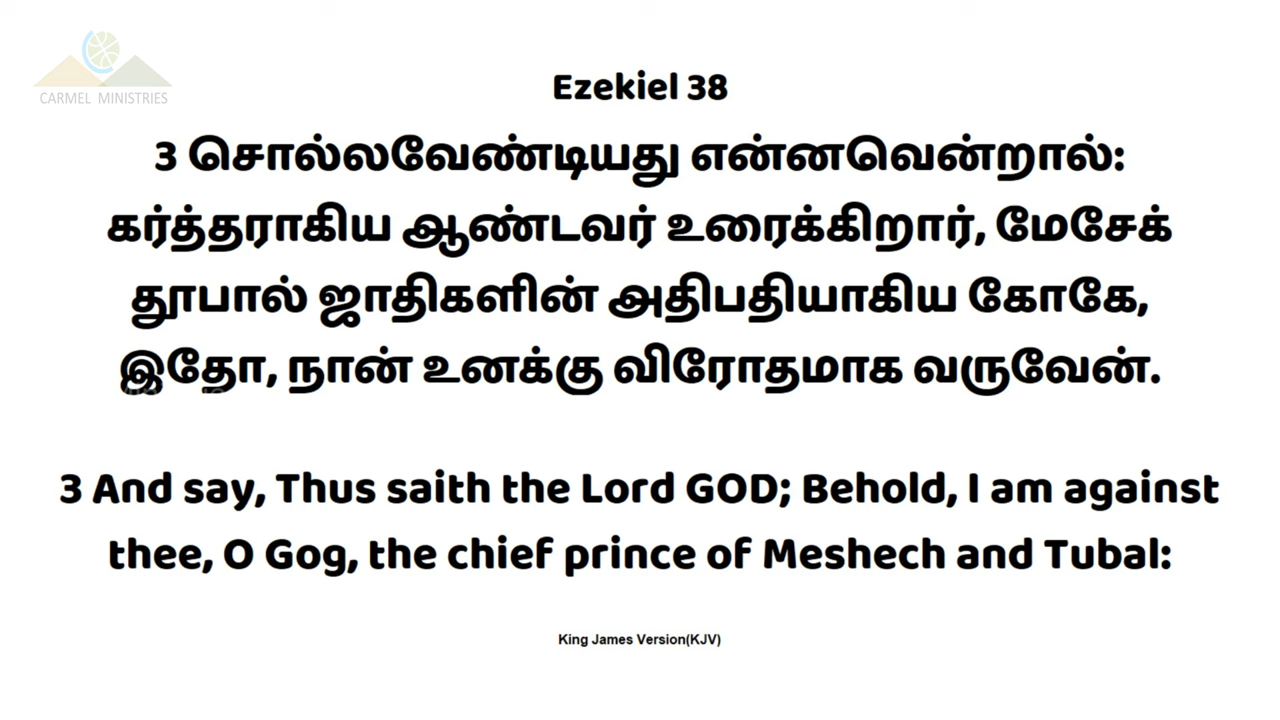 CARMEL MINISTRIES
Ezekiel 38
3 சொல்லவேண்டியது என்னவென்றால்:
கர்த்தராகிய ஆண்டவர் உரைக்கிறார், மேசேக்
தூபால் ஜாதிகளின் அதிபதியாகிய கோகே,
இதோ, நான் உனக்கு விரோதமாக வருவேன்.
3 And say, Thus saith the Lord GOD; Behold, I am against
thee, O Gog, the chief prince of Meshech and Tubal:
King James Version(KJV)